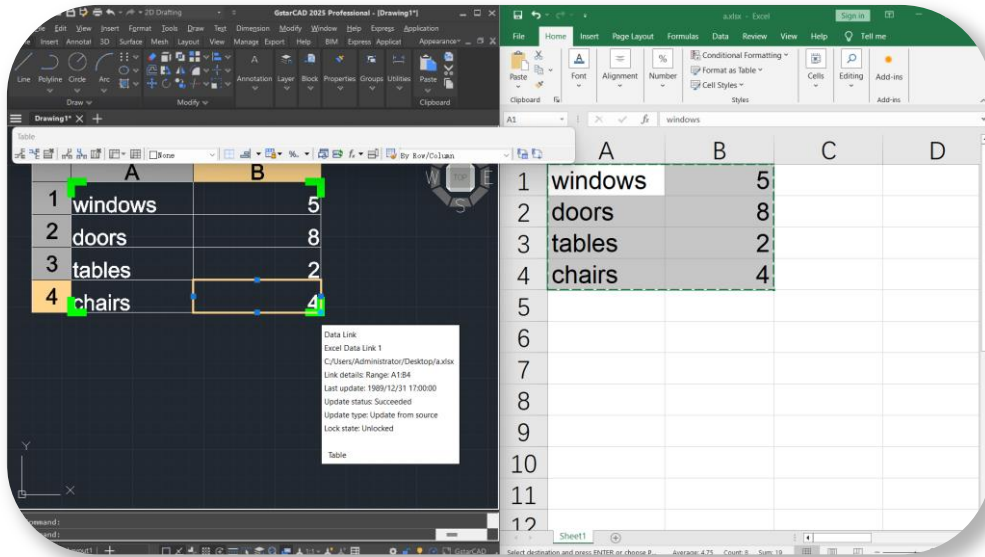 2D Drafting
GstarCAD 2025 Professional - [Drawing1*]
Edit View Insert Format Tools Draw Text Dimension Modify Window Help Express Application
Insert Annotat 3D Surface Mesh Layout View Manage Export Help BIM Express Applicat Appearance
Line Polyline Circle Arc
Annotation Layer Block Properties Groups Utilities Paste
Draw Modify Clipboard
Drawing1*
Table
None By Row/Column
A B
1 windows 5
2 doors 8
3 tables 2
4 chairs 4
TOP
W E
S
Data Link
Excel Data Link 1
C:/Users/Administrator/Desktop/a.xlsx
Link details: Range: A1:B4
Last update: 1989/12/31 17:00:00
Update status: Succeeded
Update type: Update from source
Lock state: Unlocked
Table
Y
X
1:1
GstarCAD
a.xlsx - Excel
Sign in
File Home Insert Page Layout Formulas Data Review View Help Tell me
Paste Font Alignment Number
Conditional Formatting
Format as Table
Cell Styles
Cells Editing Add-ins
Clipboard Styles Add-ins
A1 fx windows
A B C D
1 windows 5
2 doors 8
3 tables 2
4 chairs 4
5
6
7
8
9
10
11
12
Sheet1
Select destination and press ENTER or choose P... Average: 4.75 Count: 8 Sum: 19